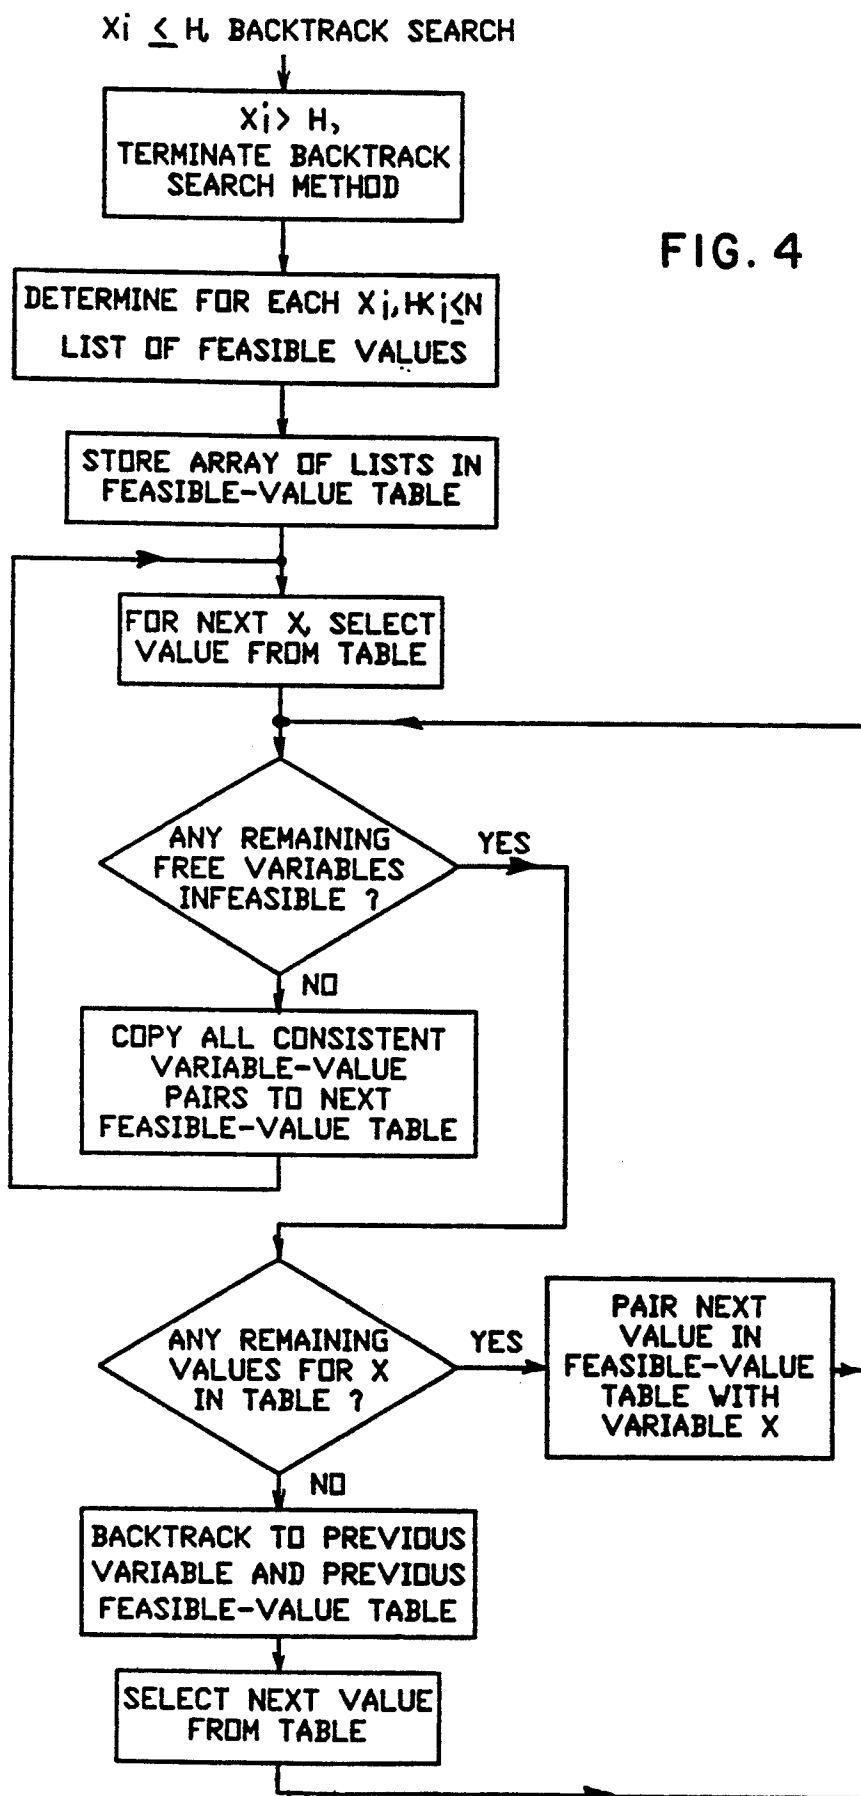 Xi ≤ H, BACKTRACK SEARCH
Xj > H,
TERMINATE BACKTRACK
SEARCH METHOD
FIG. 4
DETERMINE FOR EACH Xj, H<j≤N
LIST OF FEASIBLE VALUES
STORE ARRAY OF LISTS IN
FEASIBLE-VALUE TABLE
FOR NEXT X, SELECT
VALUE FROM TABLE
ANY REMAINING
FREE VARIABLES
INFEASIBLE ?
YES
NO
COPY ALL CONSISTENT
VARIABLE-VALUE
PAIRS TO NEXT
FEASIBLE-VALUE TABLE
ANY REMAINING
VALUES FOR X
IN TABLE ?
YES
PAIR NEXT
VALUE IN
FEASIBLE-VALUE
TABLE WITH
VARIABLE X
NO
BACKTRACK TO PREVIOUS
VARIABLE AND PREVIOUS
FEASIBLE-VALUE TABLE
SELECT NEXT VALUE
FROM TABLE